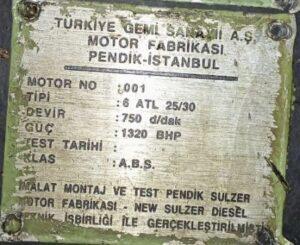 TÜRKİYE GEMİ SANAYİİ A.Ş.
MOTOR FABRİKASI
PENDİK-İSTANBUL
MOTOR NO : 001
TİPİ : 6 ATL 25/30
DEVİR : 750 d/dak
GÜÇ : 1320 BHP
TEST TARİHİ :
KLAS : A.B.S.
İMALAT MONTAJ VE TEST PENDİK SULZER
MOTOR FABRİKASI - NEW SULZER DIESEL
TEKNİK İŞBİRLİĞİ İLE GERÇEKLEŞTİRİLMİŞTİ